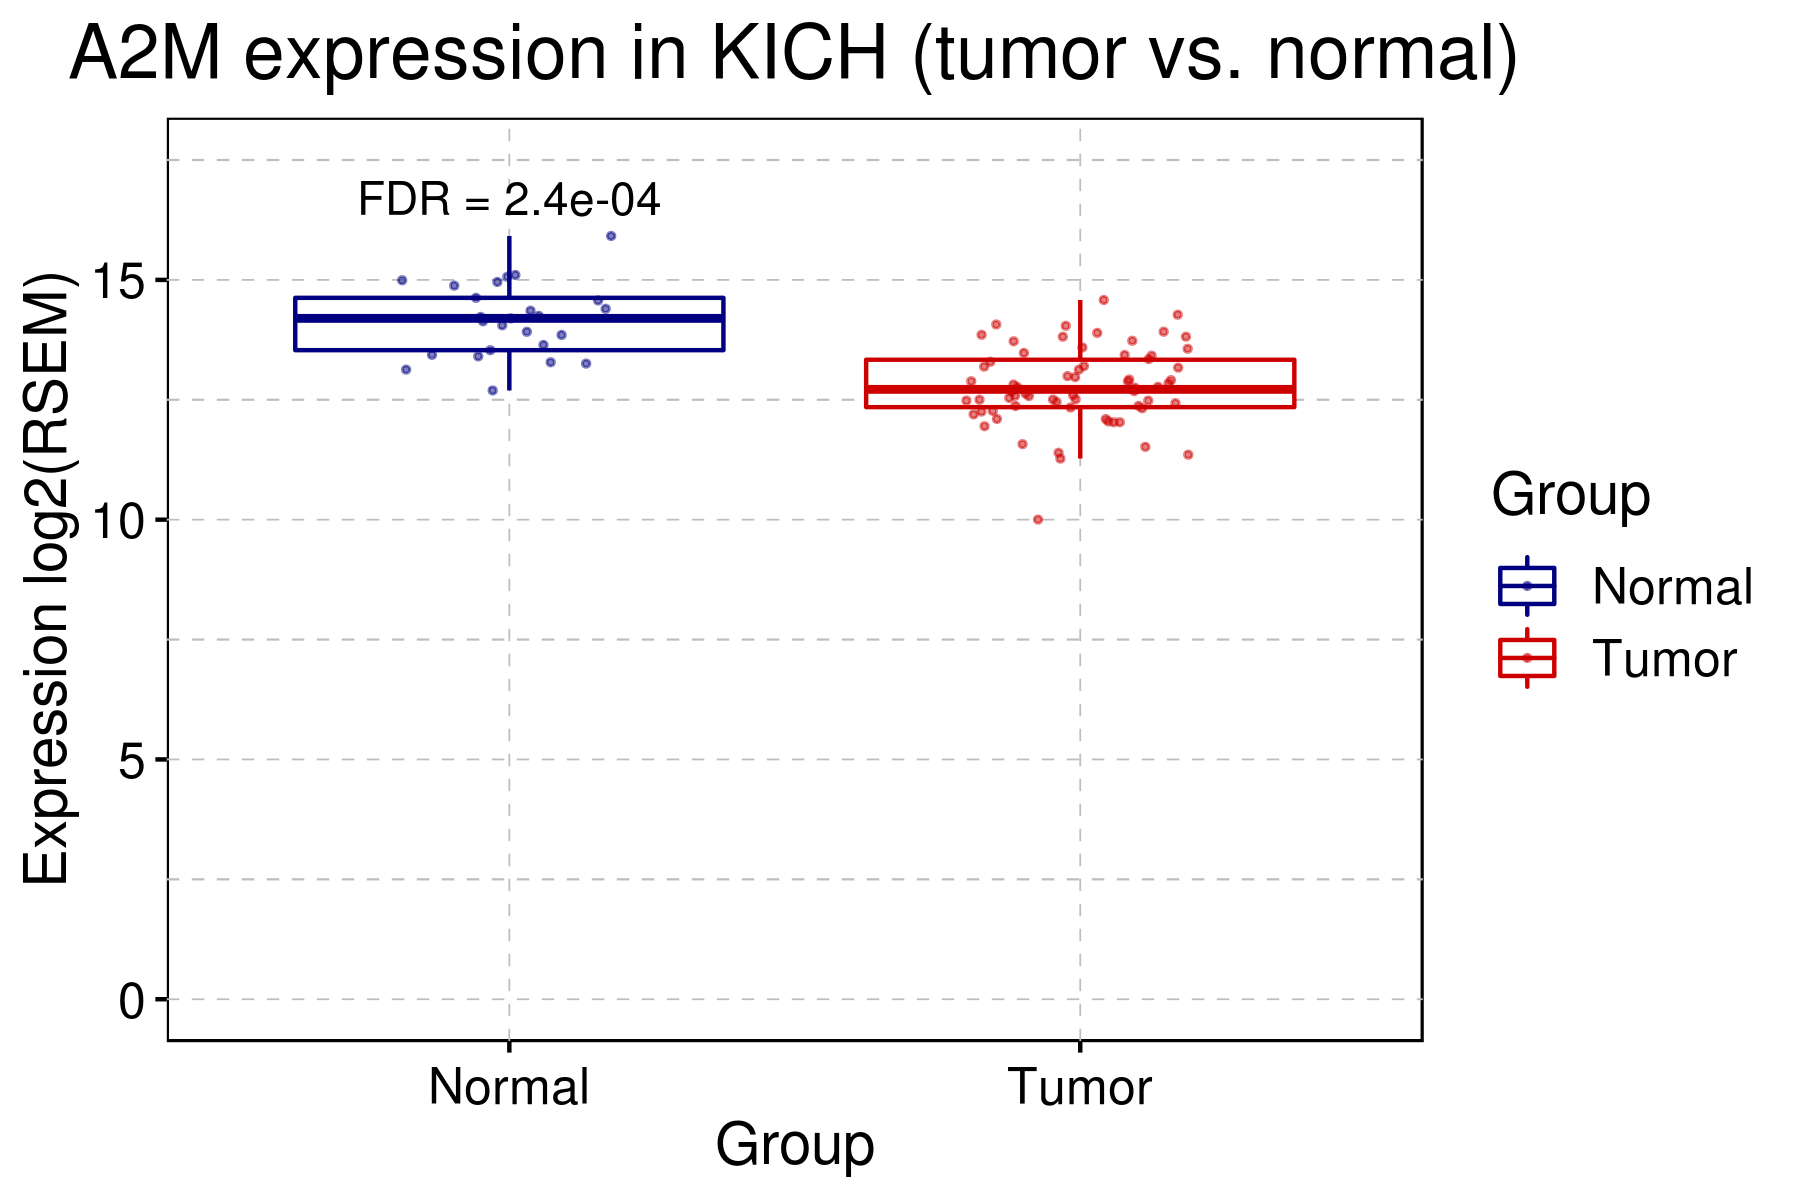 A2M expression in KICH (tumor vs. normal)
FDR = 2.4e-04
Expression log2(RSEM)
15
10
5
0
Normal
Tumor
Group
Group
Normal
Tumor